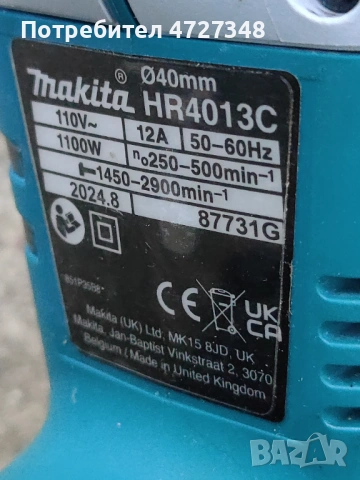 Потребител 4727348
Ø40mm
makita® HR4013C
110V~ 12A 50-60Hz
1100W n₀250-500min⁻¹
1450-2900min⁻¹
2024.8 87731G
CE UK CA
Makita (UK) Ltd, MK15 8JD, UK
Makita, Jan-Baptist Vinkstraat 2, 3070
Belgium / Made in United Kingdom
BAZAR